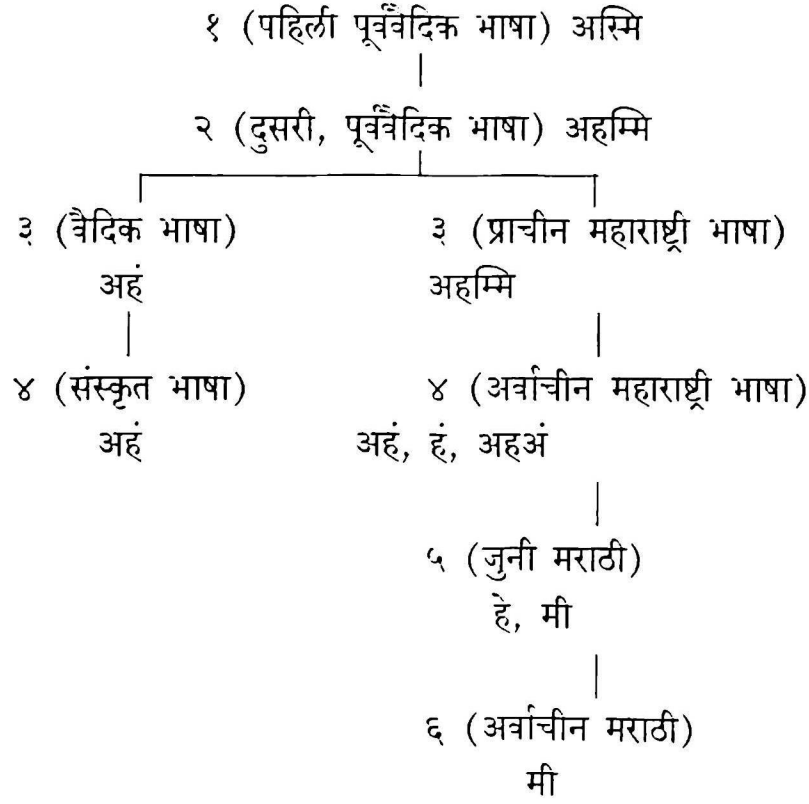 १ (पहिली पूर्ववैदिक भाषा) अस्मि
२ (दुसरी, पूर्ववैदिक भाषा) अहम्मि
३ (वैदिक भाषा) ३ (प्राचीन महाराष्ट्री भाषा)
अहं अहम्मि
४ (संस्कृत भाषा) ४ (अर्वाचीन महाराष्ट्री भाषा)
अहं अहं, हं, अहअं
५ (जुनी मराठी)
हे, मी
६ (अर्वाचीन मराठी)
मी